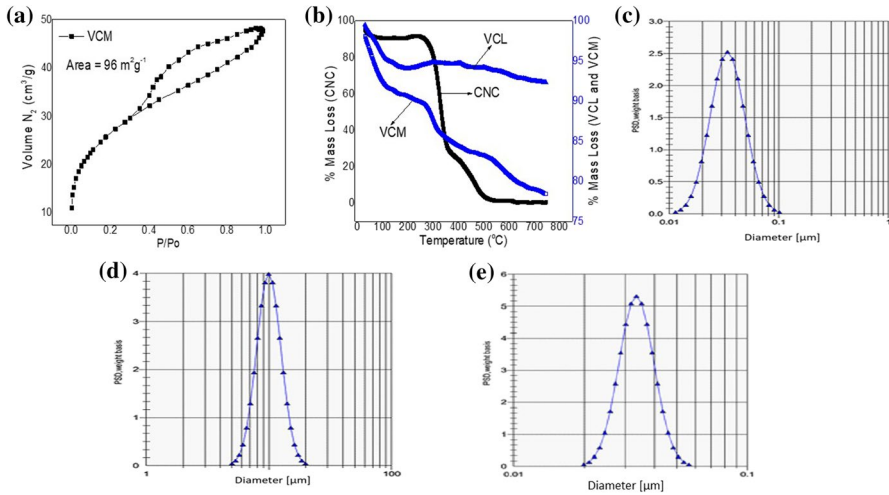 (a)
50
40
30
20
10
VCM
Area = 96 m²g⁻¹
Volume N₂ (cm³/g)
0.0 0.2 0.4 0.6 0.8 1.0
P/Po
(b)
100
80
60
40
20
0
% Mass Loss (CNC)
VCL
CNC
VCM
100
95
90
85
80
75
% Mass Loss (VCL and VCM)
0 100 200 300 400 500 600 700 800
Temperature (°C)
(c)
3.0
2.5
2.0
1.5
1.0
0.5
0.0
PSD,weight basis
0.01 0.1 1
Diameter [µm]
(d)
4
3
2
1
0
PSD,weight basis
1 100
Diameter [µm]
(e)
6
5
4
3
2
1
0
PSD,weight basis
0.01 0.1
Diameter [µm]